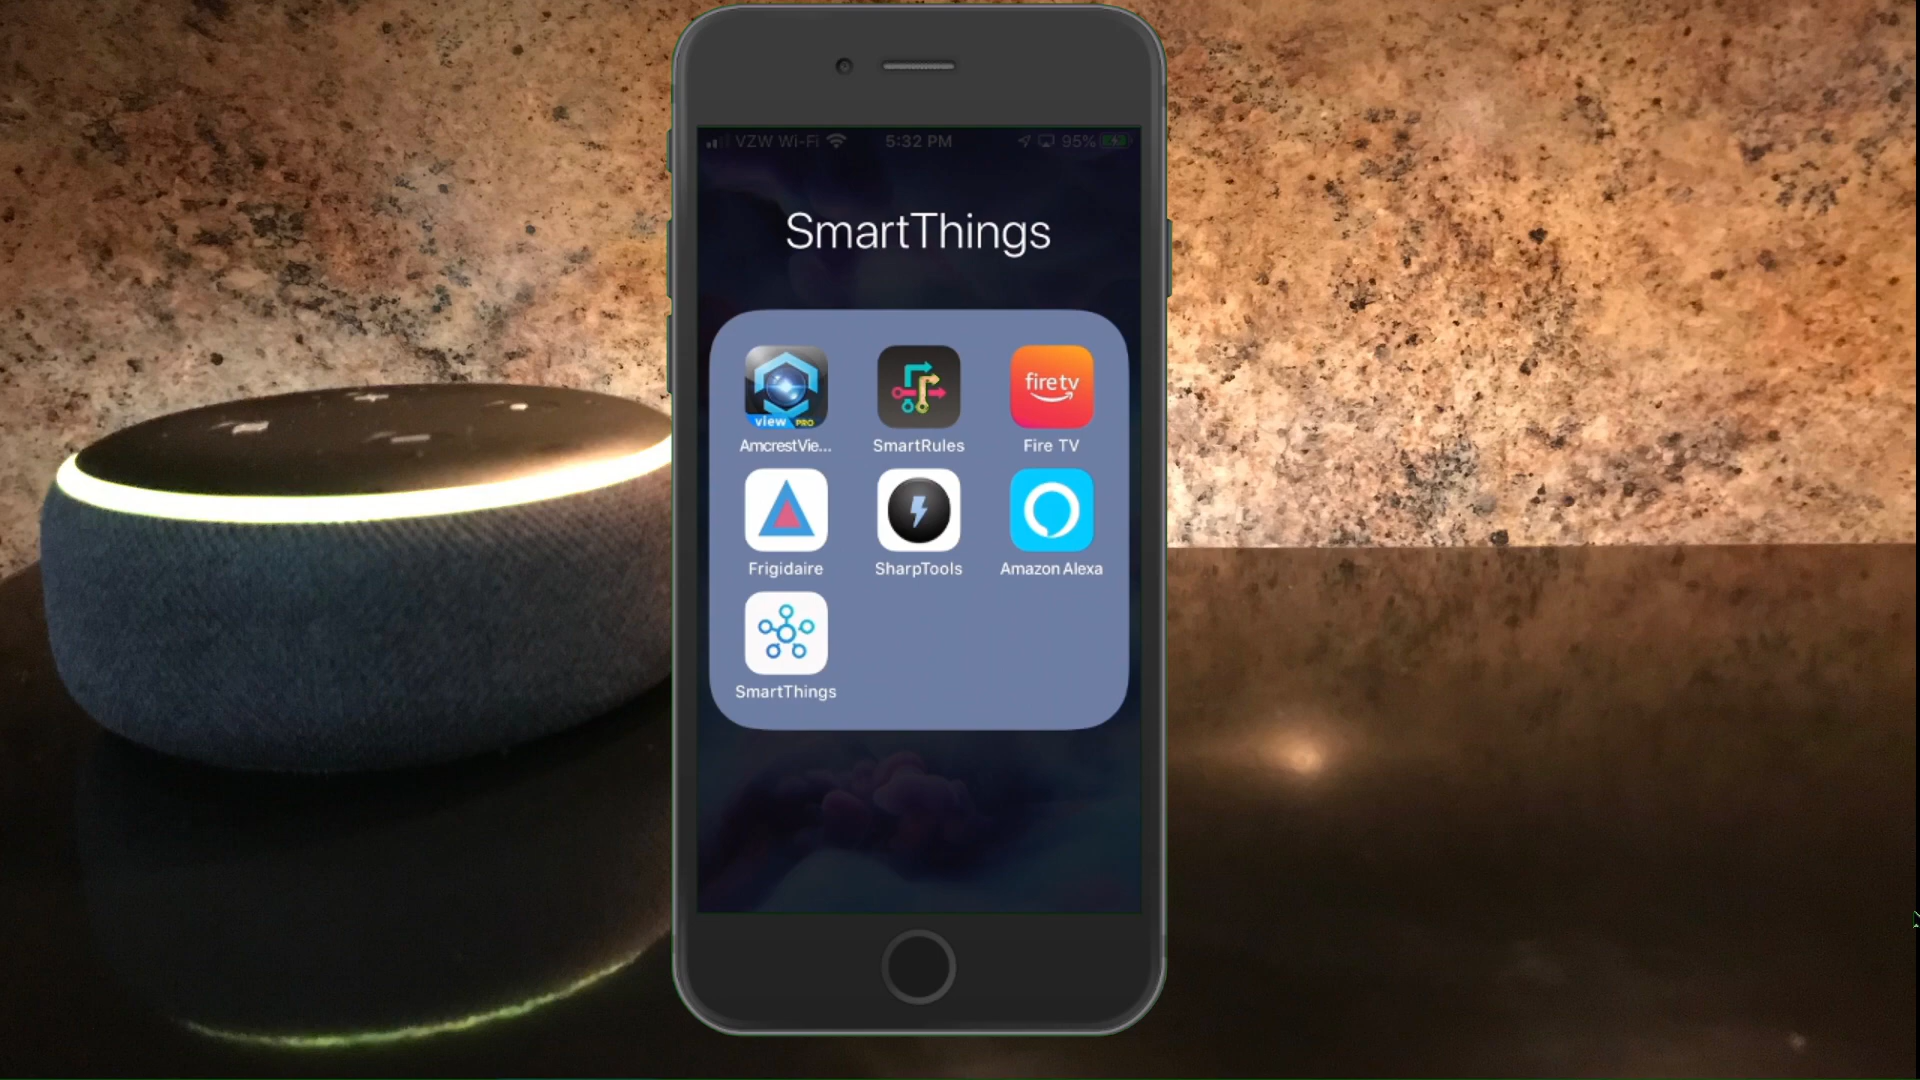 VZW Wi-Fi 5:32 PM 95%
SmartThings
view PRO
firetv
AmcrestVie... SmartRules Fire TV
Frigidaire SharpTools Amazon Alexa
SmartThings